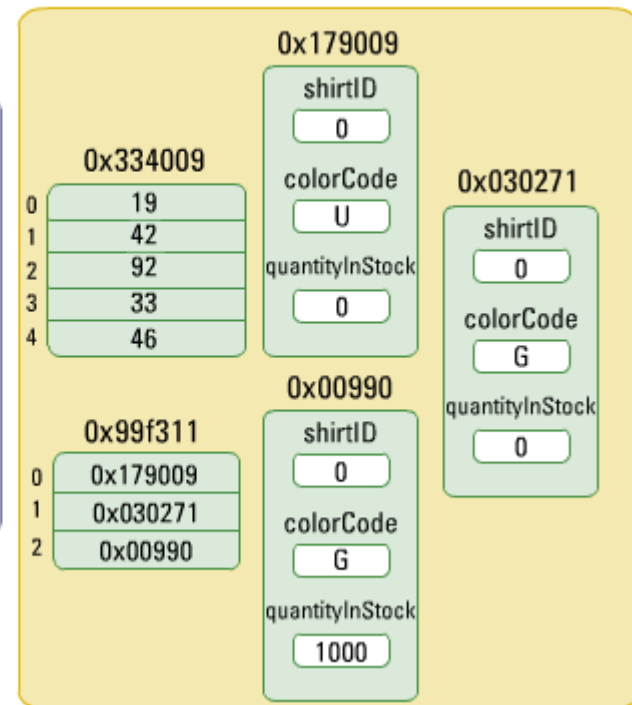 0x334009
0 19
1 42
2 92
3 33
4 46
0x99f311
0 0x179009
1 0x030271
2 0x00990
0x179009
shirtID
0
colorCode
U
quantityInStock
0
0x00990
shirtID
0
colorCode
G
quantityInStock
1000
0x030271
shirtID
0
colorCode
G
quantityInStock
0